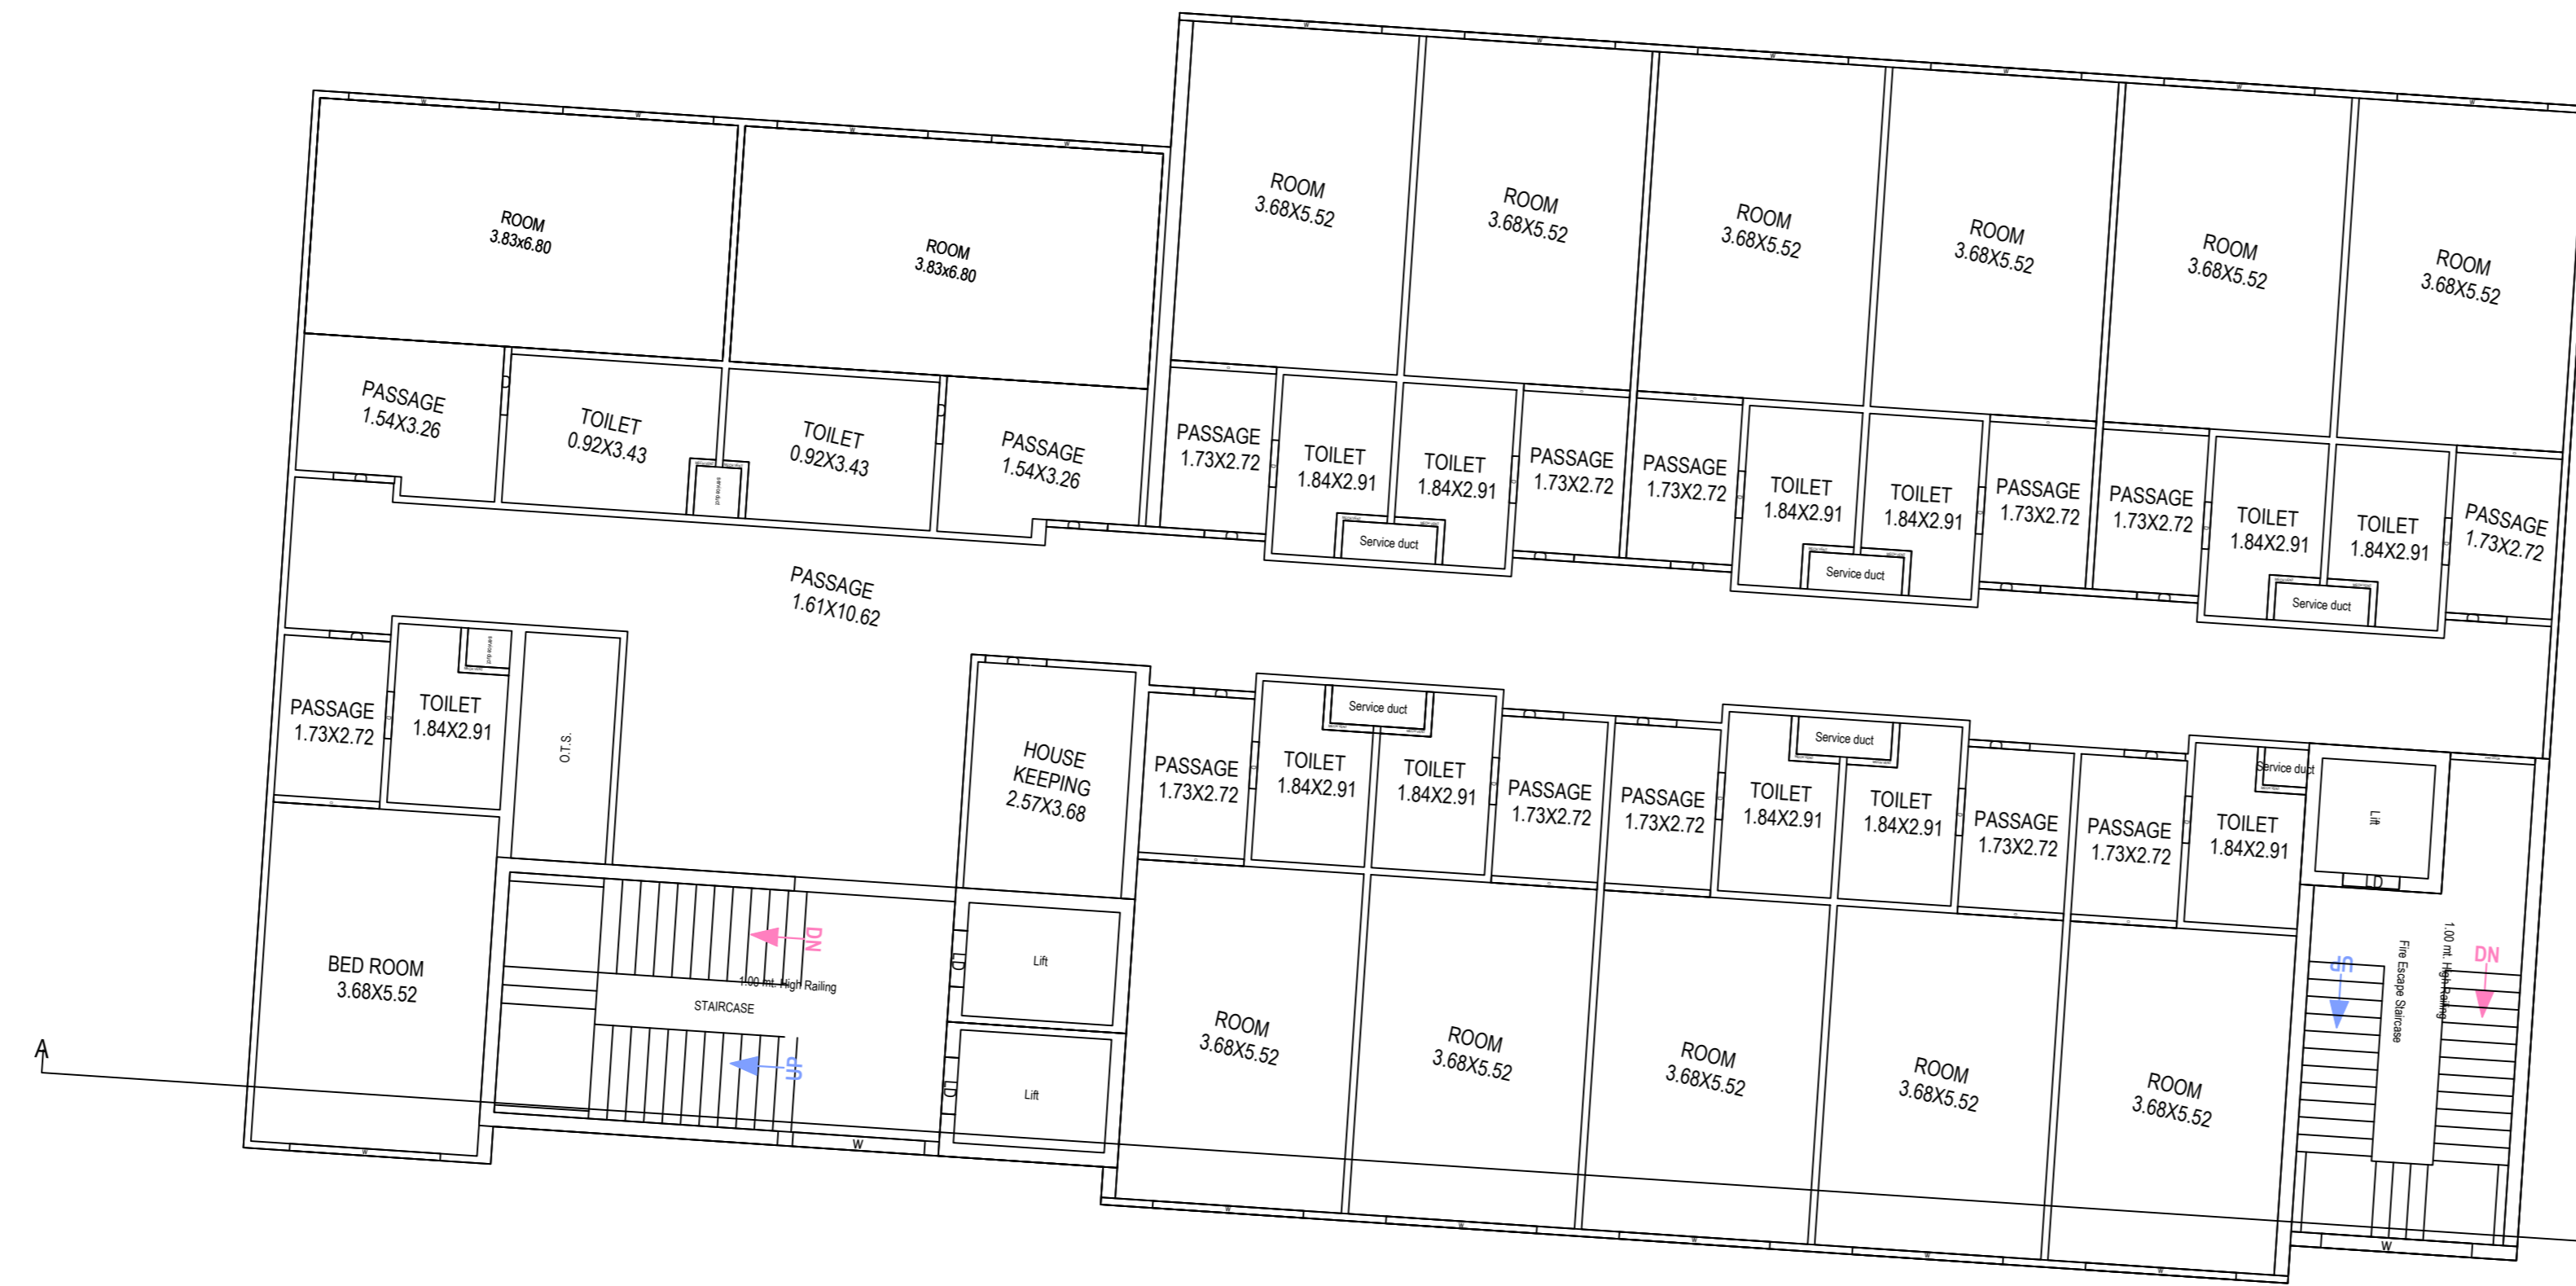 ROOM
3.68X5.52
ROOM
3.68X5.52
ROOM
3.68X5.52
ROOM
3.68X5.52
ROOM
3.68X5.52
ROOM
3.68X5.52
ROOM
3.83x6.80
ROOM
3.83x6.80
PASSAGE
1.54X3.26
TOILET
0.92X3.43
TOILET
0.92X3.43
PASSAGE
1.54X3.26
PASSAGE
1.73X2.72
TOILET
1.84X2.91
TOILET
1.84X2.91
PASSAGE
1.73X2.72
PASSAGE
1.73X2.72
TOILET
1.84X2.91
TOILET
1.84X2.91
PASSAGE
1.73X2.72
PASSAGE
1.73X2.72
TOILET
1.84X2.91
TOILET
1.84X2.91
PASSAGE
1.73X2.72
Service duct
Service duct
Service duct
PASSAGE
1.61X10.62
PASSAGE
1.73X2.72
TOILET
1.84X2.91
O.T.S.
HOUSE
KEEPING
2.57X3.68
Service duct
Service duct
Service duct
PASSAGE
1.73X2.72
TOILET
1.84X2.91
TOILET
1.84X2.91
PASSAGE
1.73X2.72
PASSAGE
1.73X2.72
TOILET
1.84X2.91
TOILET
1.84X2.91
PASSAGE
1.73X2.72
PASSAGE
1.73X2.72
TOILET
1.84X2.91
Lift
LD
BED ROOM
3.68X5.52
DN
1.00 mt. High Railing
STAIRCASE
UP
LD
Lift
LD
Lift
ROOM
3.68X5.52
ROOM
3.68X5.52
ROOM
3.68X5.52
ROOM
3.68X5.52
ROOM
3.68X5.52
UP
Fire Escape Staircase
1.00 mt. High Railing
DN
A
W
W